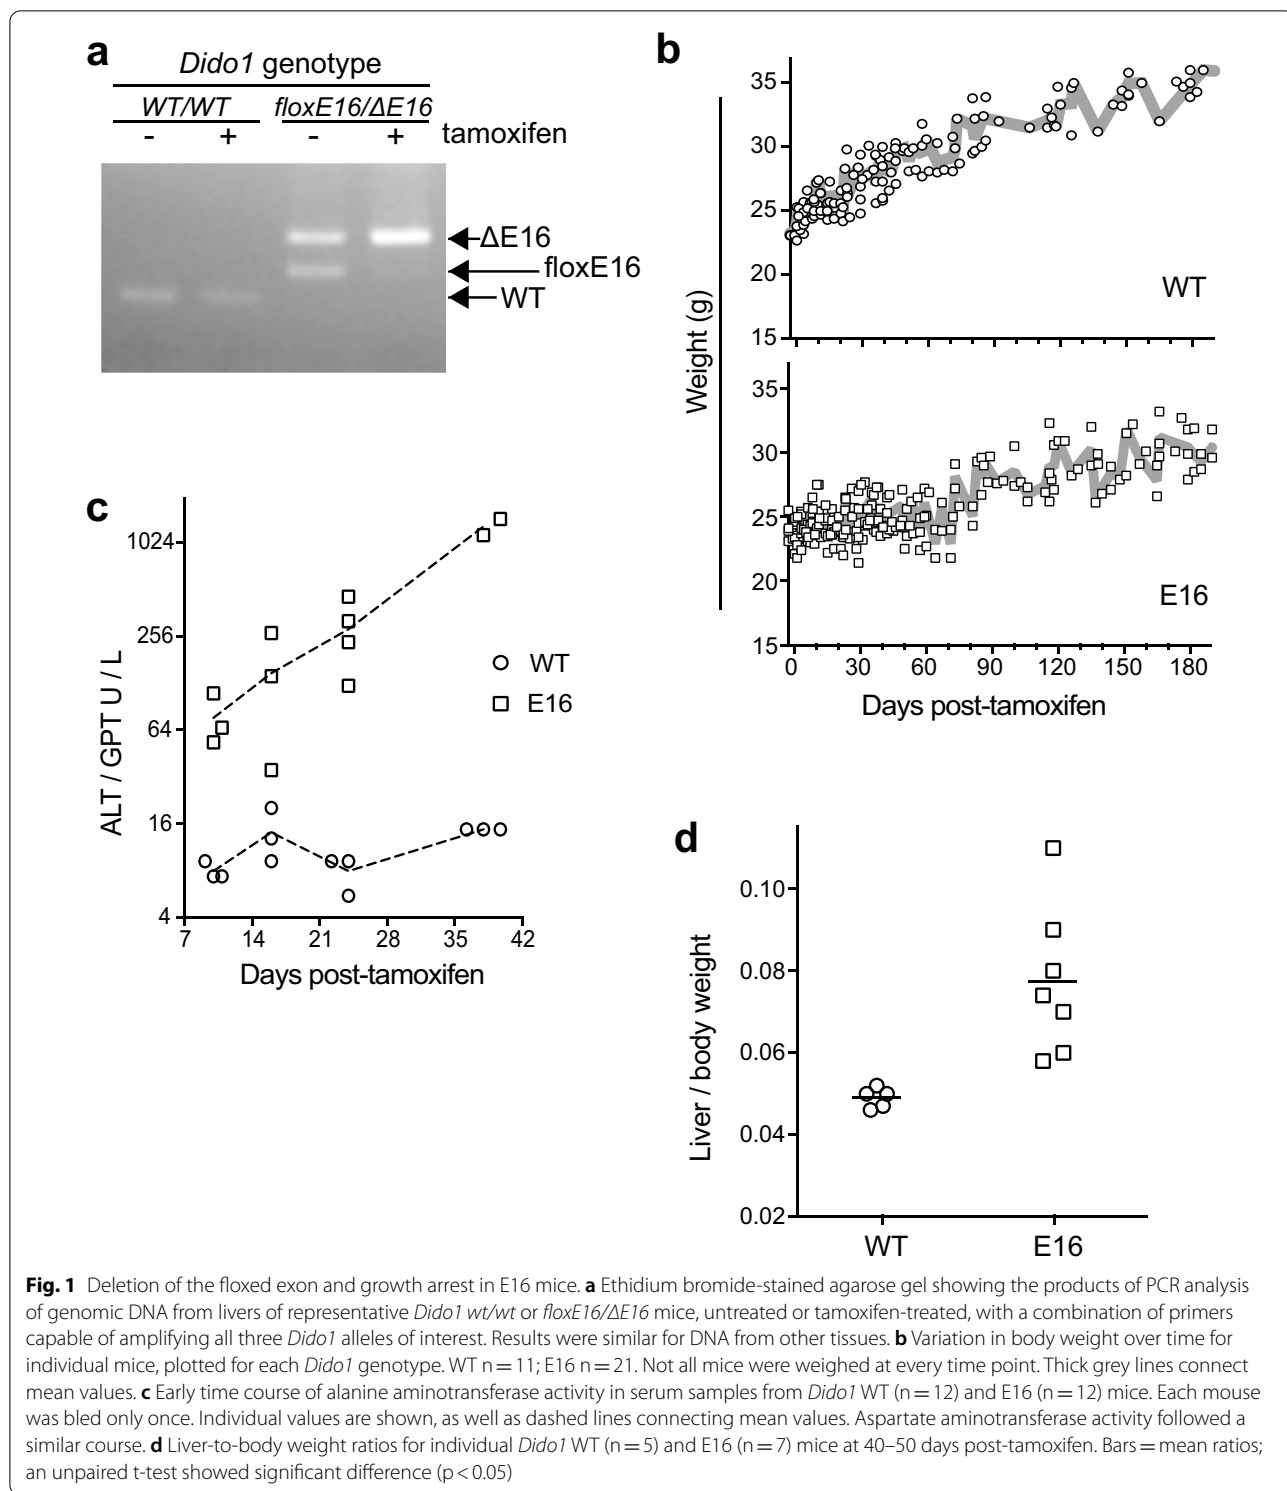 a
Dido1 genotype
WT/WT floxE16/ΔE16
- + - + tamoxifen
ΔE16
floxE16
WT
b
Weight (g)
35
30
25
20
15
WT
35
30
25
20
15
E16
0 30 60 90 120 150 180
Days post-tamoxifen
c
ALT / GPT U / L
1024
256
64
16
4
WT
E16
7 14 21 28 35 42
Days post-tamoxifen
d
Liver / body weight
0.10
0.08
0.06
0.04
0.02
WT E16
Fig. 1 Deletion of the floxed exon and growth arrest in E16 mice. a Ethidium bromide-stained agarose gel showing the products of PCR analysis
of genomic DNA from livers of representative Dido1 wt/wt or floxE16/ΔE16 mice, untreated or tamoxifen-treated, with a combination of primers
capable of amplifying all three Dido1 alleles of interest. Results were similar for DNA from other tissues. b Variation in body weight over time for
individual mice, plotted for each Dido1 genotype. WT n = 11; E16 n = 21. Not all mice were weighed at every time point. Thick grey lines connect
mean values. c Early time course of alanine aminotransferase activity in serum samples from Dido1 WT (n = 12) and E16 (n = 12) mice. Each mouse
was bled only once. Individual values are shown, as well as dashed lines connecting mean values. Aspartate aminotransferase activity followed a
similar course. d Liver-to-body weight ratios for individual Dido1 WT (n = 5) and E16 (n = 7) mice at 40–50 days post-tamoxifen. Bars = mean ratios;
an unpaired t-test showed significant difference (p < 0.05)